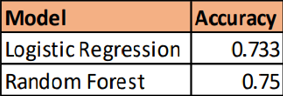 Model Accuracy
Logistic Regression 0.733
Random Forest 0.75